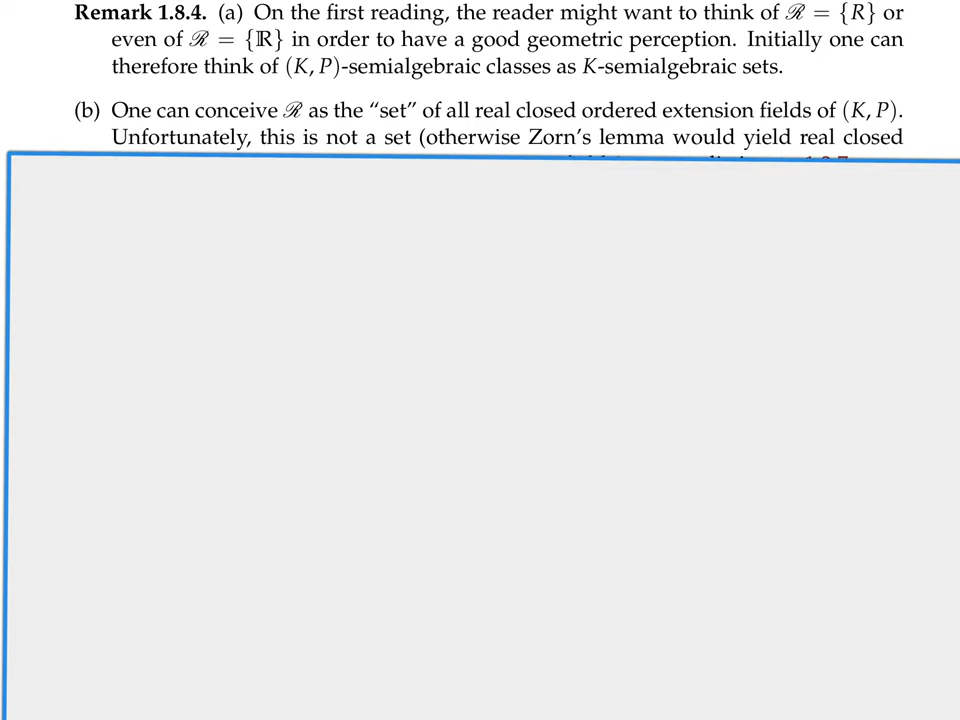 Remark 1.8.4. (a) On the first reading, the reader might want to think of ℛ = {R} or
even of ℛ = {ℝ} in order to have a good geometric perception. Initially one can
therefore think of (K, P)-semialgebraic classes as K-semialgebraic sets.
(b) One can conceive ℛ as the “set” of all real closed ordered extension fields of (K, P).
Unfortunately, this is not a set (otherwise Zorn’s lemma would yield real closed